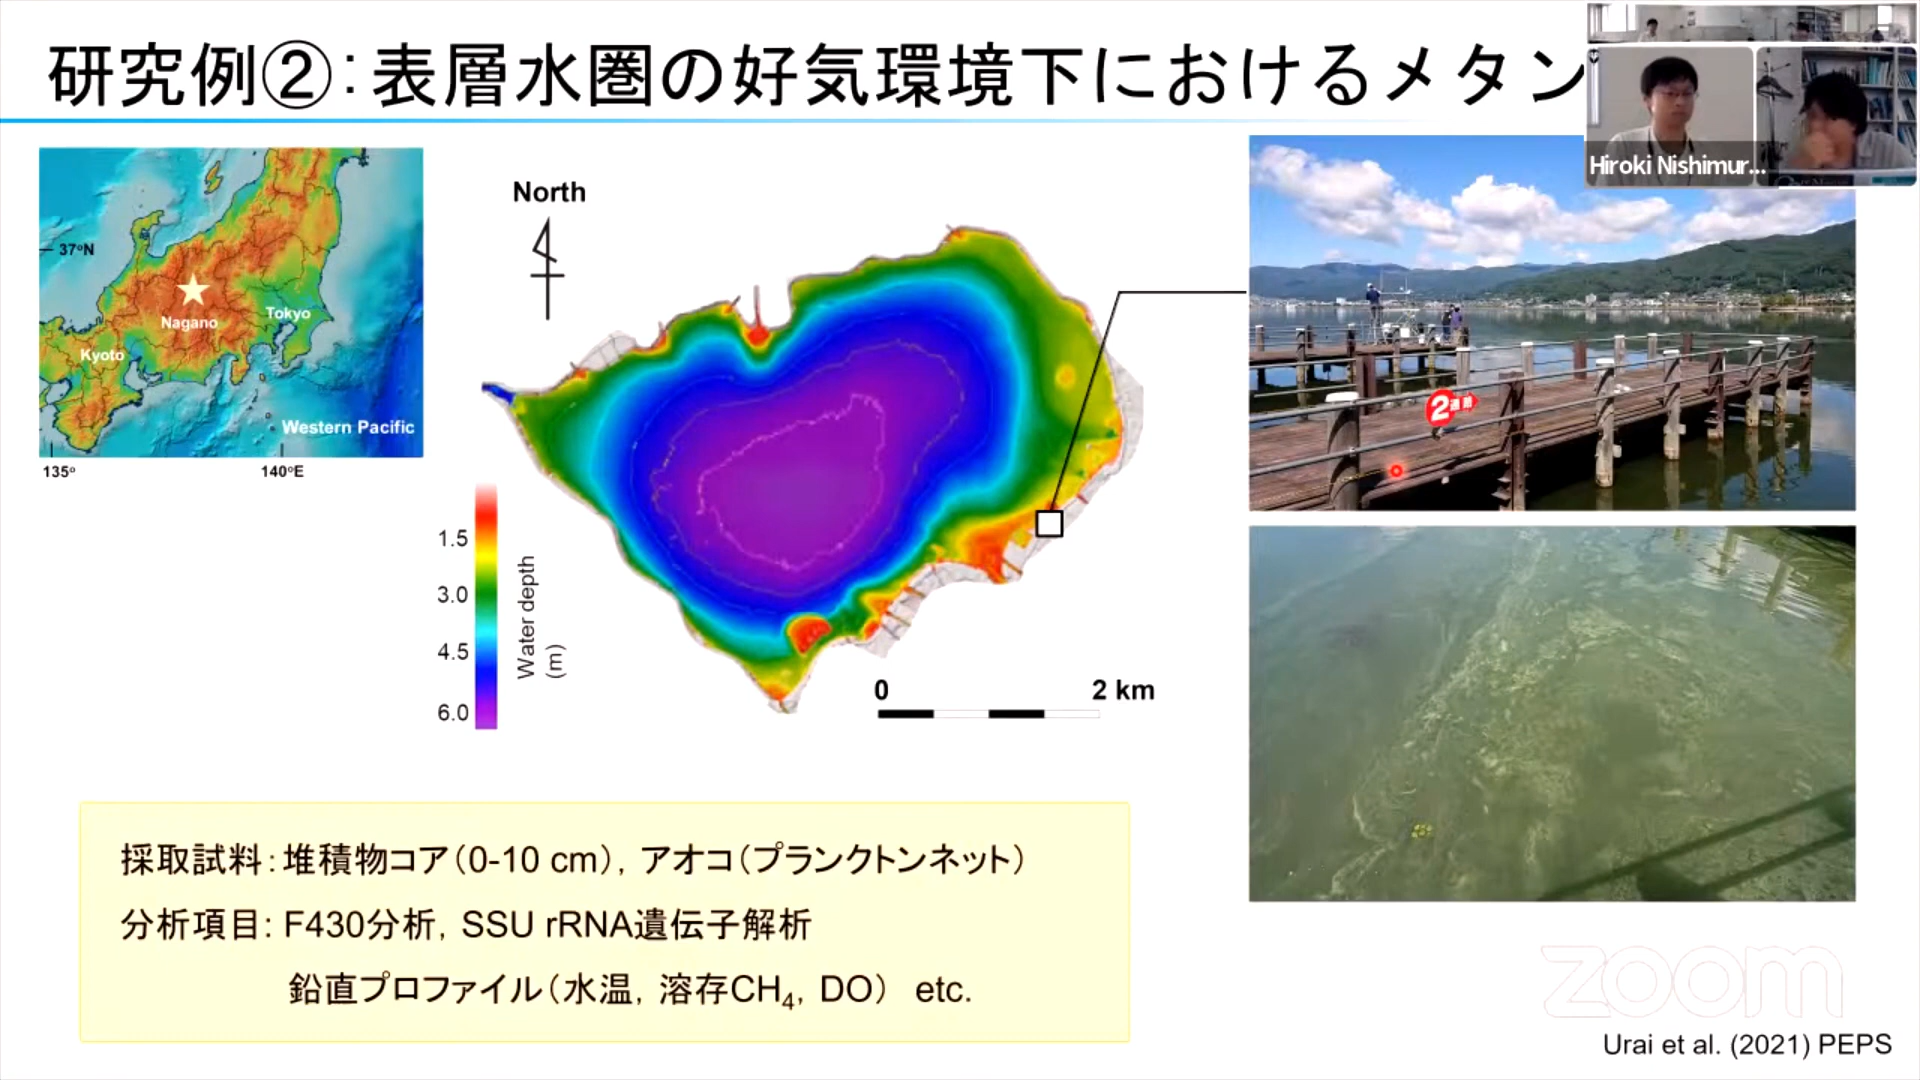 研究例②：表層水圏の好気環境下におけるメタン
Hiroki Nishimur...
37°N
Nagano
Tokyo
Kyoto
Western Pacific
135°
140°E
North
1.5
3.0
4.5
6.0
Water depth
(m)
0
2 km
2
採取試料：堆積物コア（0-10 cm），アオコ（プランクトンネット）
分析項目：F430分析，SSU rRNA遺伝子解析
鉛直プロファイル（水温，溶存CH₄，DO） etc.
zoom
Urai et al. (2021) PEPS